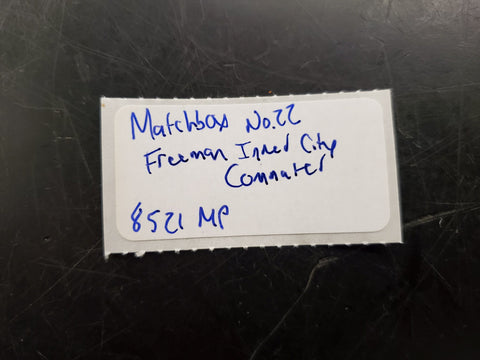 Matchbox No.22
Freeman Inner City
Commuter
8521 MP